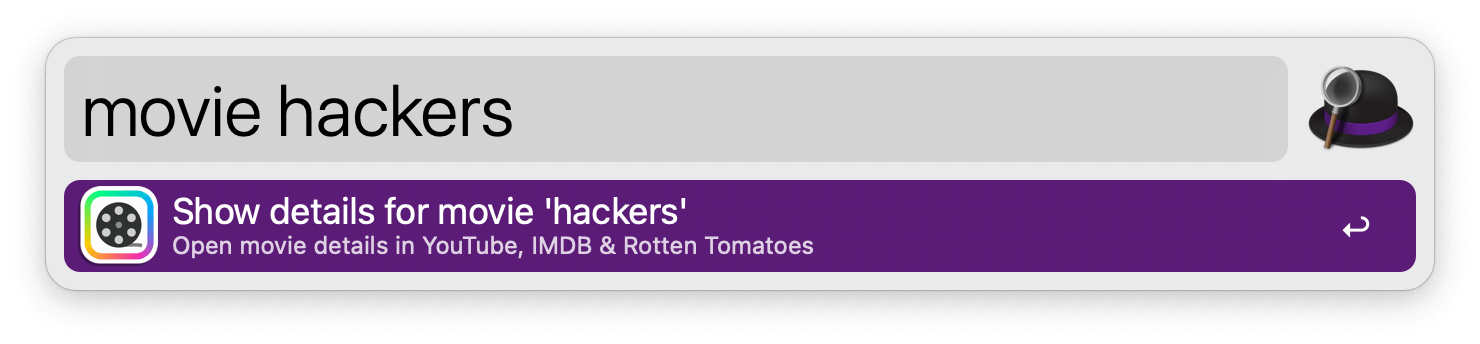 movie hackers
Show details for movie 'hackers'
Open movie details in YouTube, IMDB & Rotten Tomatoes